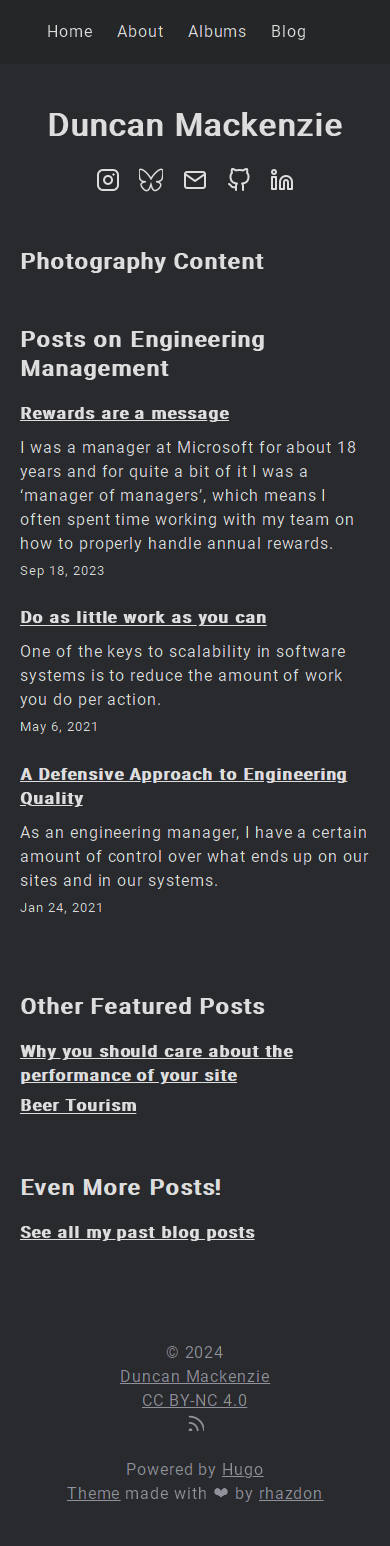 Home About Albums Blog
Duncan Mackenzie
Photography Content
Posts on Engineering
Management
Rewards are a message
I was a manager at Microsoft for about 18
years and for quite a bit of it I was a
‘manager of managers’, which means I
often spent time working with my team on
how to properly handle annual rewards.
Sep 18, 2023
Do as little work as you can
One of the keys to scalability in software
systems is to reduce the amount of work
you do per action.
May 6, 2021
A Defensive Approach to Engineering
Quality
As an engineering manager, I have a certain
amount of control over what ends up on our
sites and in our systems.
Jan 24, 2021
Other Featured Posts
Why you should care about the
performance of your site
Beer Tourism
Even More Posts!
See all my past blog posts
© 2024
Duncan Mackenzie
CC BY-NC 4.0
Powered by Hugo
Theme made with ❤ by rhazdon